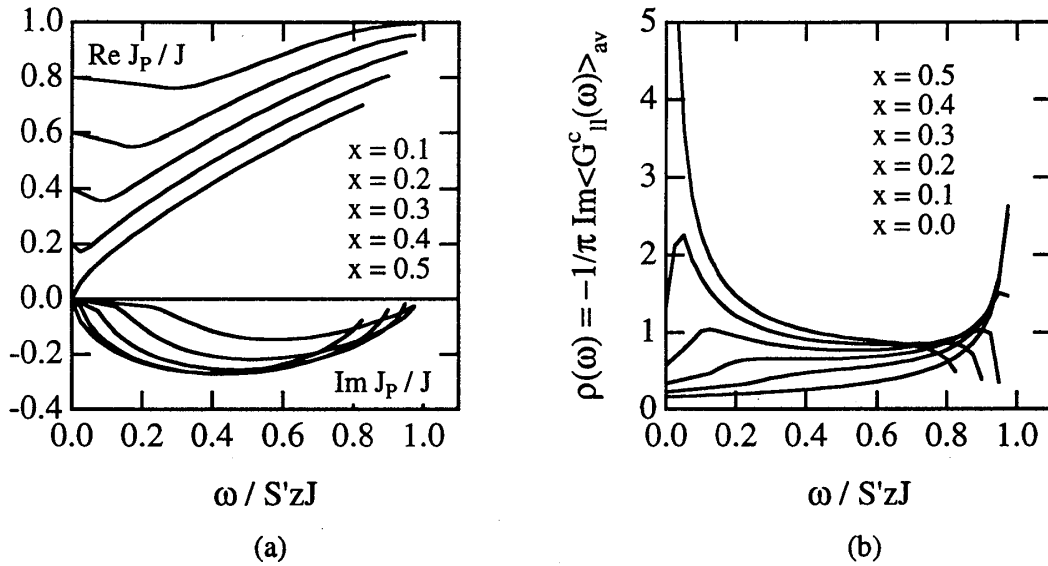 Re J_P / J
1.0
0.8
0.6
0.4
0.2
0.0
-0.2
-0.4
x = 0.1
x = 0.2
x = 0.3
x = 0.4
x = 0.5
Im J_P / J
0.0 0.2 0.4 0.6 0.8 1.0
ω / S'zJ
(a)
ρ(ω) = −1/π Im<G^c_ll(ω)>_av
5
4
3
2
1
0
x = 0.5
x = 0.4
x = 0.3
x = 0.2
x = 0.1
x = 0.0
0.0 0.2 0.4 0.6 0.8 1.0
ω / S'zJ
(b)